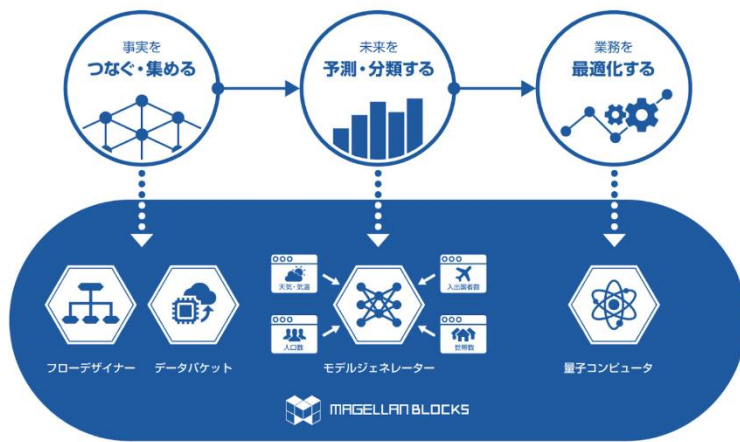 事実を
つなぐ・集める
未来を
予測・分類する
業務を
最適化する
天気・気温
入出国者数
人口数
世帯数
フローデザイナー
データバケット
モデルジェネレーター
量子コンピュータ
MAGELLAN BLOCKS